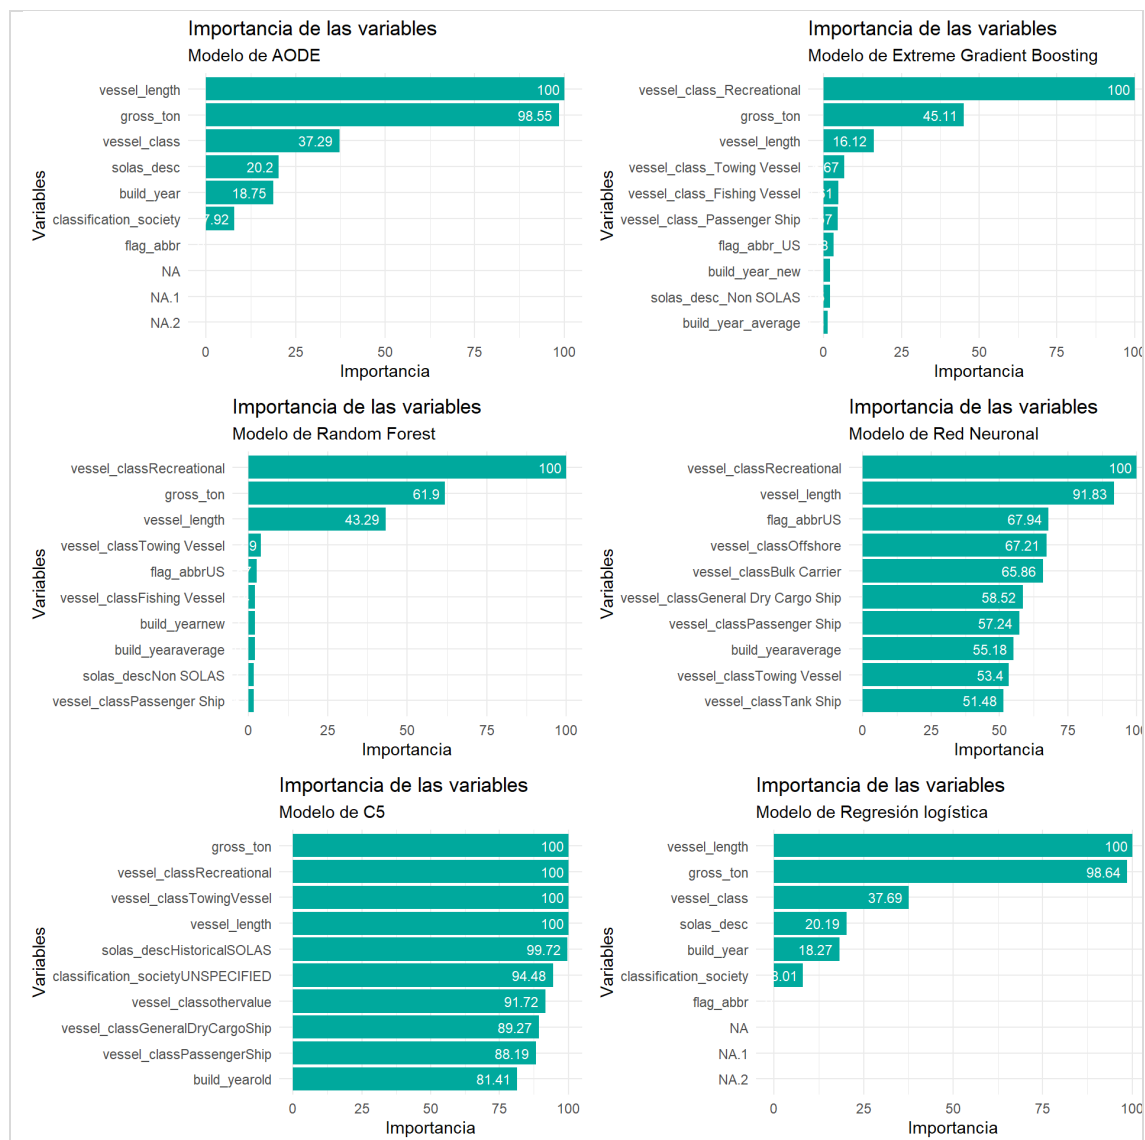 Importancia de las variables
Modelo de AODE
Variables
vessel_length 100
gross_ton 98.55
vessel_class 37.29
solas_desc 20.2
build_year 18.75
classification_society 7.92
flag_abbr
NA
NA.1
NA.2
0 25 50 75 100
Importancia
Importancia de las variables
Modelo de Extreme Gradient Boosting
Variables
vessel_class_Recreational 100
gross_ton 45.11
vessel_length 16.12
vessel_class_Towing Vessel 67
vessel_class_Fishing Vessel
vessel_class_Passenger Ship
flag_abbr_US
build_year_new
solas_desc_Non SOLAS
build_year_average
0 25 50 75 100
Importancia
Importancia de las variables
Modelo de Random Forest
Variables
vessel_classRecreational 100
gross_ton 61.9
vessel_length 43.29
vessel_classTowing Vessel 9
flag_abbrUS
vessel_classFishing Vessel
build_yearnew
build_yearaverage
solas_descNon SOLAS
vessel_classPassenger Ship
0 25 50 75 100
Importancia
Importancia de las variables
Modelo de Red Neuronal
Variables
vessel_classRecreational 100
vessel_length 91.83
flag_abbrUS 67.94
vessel_classOffshore 67.21
vessel_classBulk Carrier 65.86
vessel_classGeneral Dry Cargo Ship 58.52
vessel_classPassenger Ship 57.24
build_yearaverage 55.18
vessel_classTowing Vessel 53.4
vessel_classTank Ship 51.48
0 25 50 75 100
Importancia
Importancia de las variables
Modelo de C5
Variables
gross_ton 100
vessel_classRecreational 100
vessel_classTowingVessel 100
vessel_length 100
solas_descHistoricalSOLAS 99.72
classification_societyUNSPECIFIED 94.48
vessel_classothervalue 91.72
vessel_classGeneralDryCargoShip 89.27
vessel_classPassengerShip 88.19
build_yearold 81.41
0 25 50 75 100
Importancia
Importancia de las variables
Modelo de Regresión logística
Variables
vessel_length 100
gross_ton 98.64
vessel_class 37.69
solas_desc 20.19
build_year 18.27
classification_society 8.01
flag_abbr
NA
NA.1
NA.2
0 25 50 75 100
Importancia